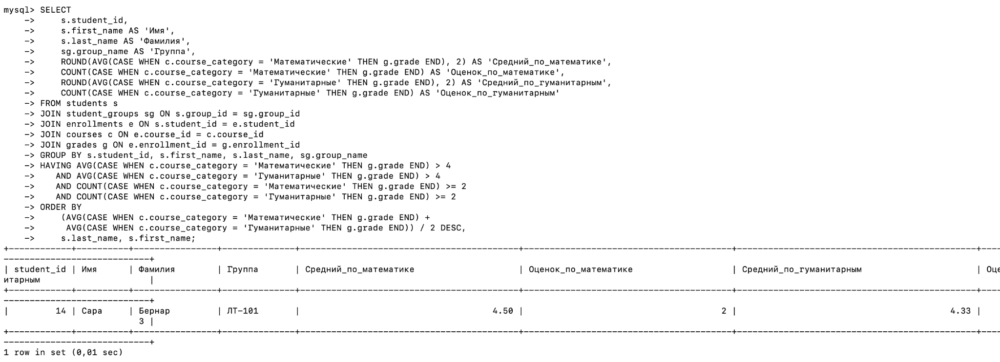 mysql> SELECT
    ->     s.student_id,
    ->     s.first_name AS 'Имя',
    ->     s.last_name AS 'Фамилия',
    ->     sg.group_name AS 'Группа',
    ->     ROUND(AVG(CASE WHEN c.course_category = 'Математические' THEN g.grade END), 2) AS 'Средний_по_математике',
    ->     COUNT(CASE WHEN c.course_category = 'Математические' THEN g.grade END) AS 'Оценок_по_математике',
    ->     ROUND(AVG(CASE WHEN c.course_category = 'Гуманитарные' THEN g.grade END), 2) AS 'Средний_по_гуманитарным',
    ->     COUNT(CASE WHEN c.course_category = 'Гуманитарные' THEN g.grade END) AS 'Оценок_по_гуманитарным'
    -> FROM students s
    -> JOIN student_groups sg ON s.group_id = sg.group_id
    -> JOIN enrollments e ON s.student_id = e.student_id
    -> JOIN courses c ON e.course_id = c.course_id
    -> JOIN grades g ON e.enrollment_id = g.enrollment_id
    -> GROUP BY s.student_id, s.first_name, s.last_name, sg.group_name
    -> HAVING AVG(CASE WHEN c.course_category = 'Математические' THEN g.grade END) > 4
    ->    AND AVG(CASE WHEN c.course_category = 'Гуманитарные' THEN g.grade END) > 4
    ->    AND COUNT(CASE WHEN c.course_category = 'Математические' THEN g.grade END) >= 2
    ->    AND COUNT(CASE WHEN c.course_category = 'Гуманитарные' THEN g.grade END) >= 2
    -> ORDER BY
    ->     (AVG(CASE WHEN c.course_category = 'Математические' THEN g.grade END) +
    ->      AVG(CASE WHEN c.course_category = 'Гуманитарные' THEN g.grade END)) / 2 DESC,
    ->     s.last_name, s.first_name;
| student_id | Имя | Фамилия | Группа | Средний_по_математике | Оценок_по_математике | Средний_по_гуманитарным | Оце
итарным |
| 14 | Сара | Бернар | ЛТ-101 | 4.50 | 2 | 4.33 |
3 |
1 row in set (0,01 sec)